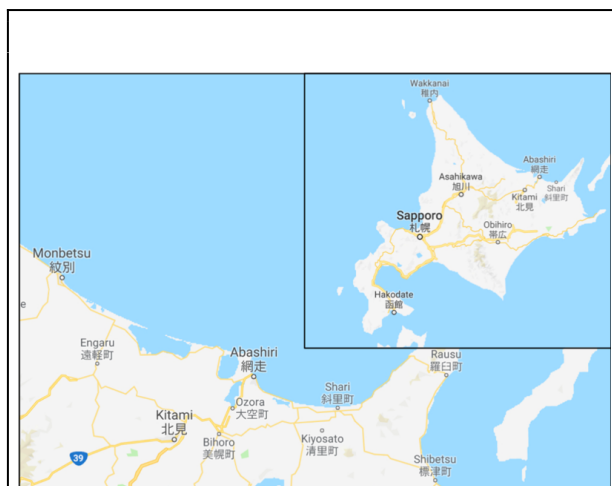 Wakkanai
稚内
Asahikawa
旭川
Abashiri
網走
Shari
斜里町
Kitami
北見
Sapporo
札幌
Obihiro
帯広
Hakodate
函館
Monbetsu
紋別
e
Engaru
遠軽町
Abashiri
網走
Rausu
羅臼町
Shari
斜里町
Ozora
大空町
Kitami
北見
Bihoro
美幌町
Kiyosato
清里町
39
Shibetsu
標津町